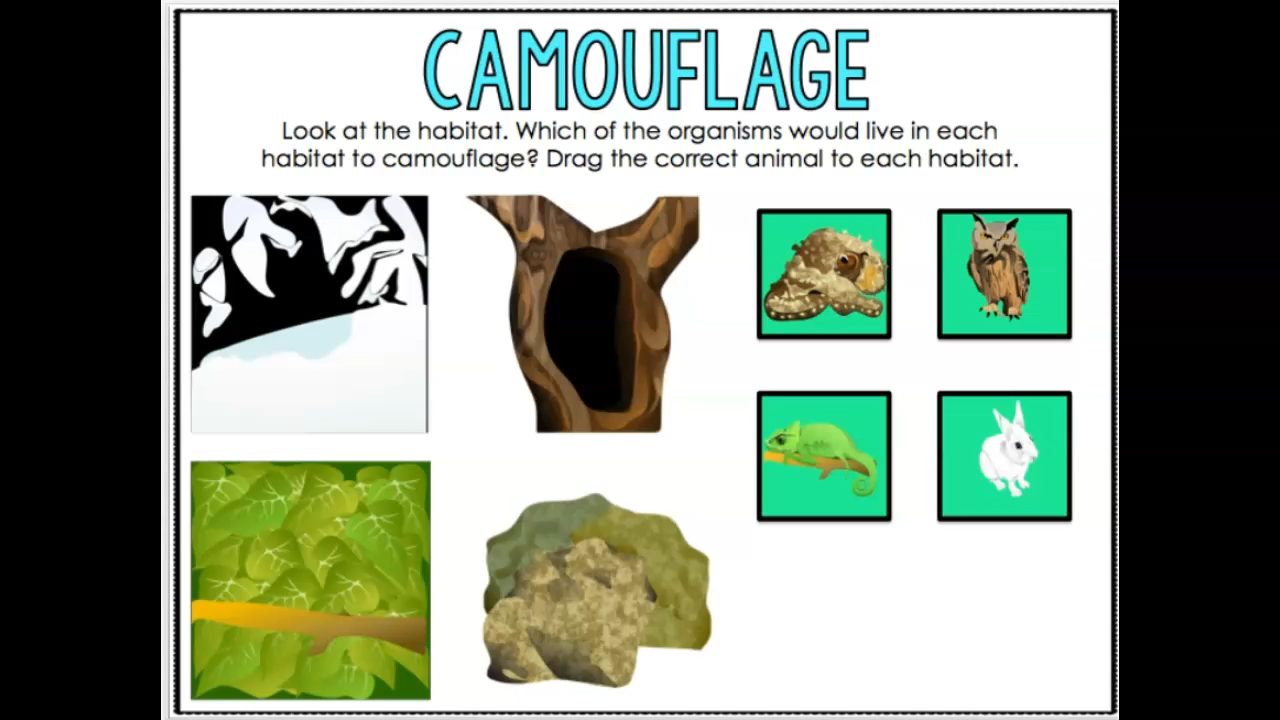 CAMOUFLAGE
Look at the habitat. Which of the organisms would live in each
habitat to camouflage? Drag the correct animal to each habitat.